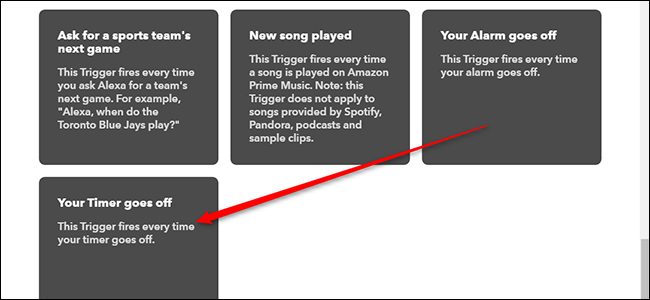 Ask for a sports team's
next game
This Trigger fires every time
you ask Alexa for a team's
next game. For example,
"Alexa, when do the
Toronto Blue Jays play?"
New song played
This Trigger fires every time
a song is played on Amazon
Prime Music. Note: this
Trigger does not apply to
songs provided by Spotify,
Pandora, podcasts and
sample clips.
Your Alarm goes off
This Trigger fires every time
your alarm goes off.
Your Timer goes off
This Trigger fires every time
your timer goes off.